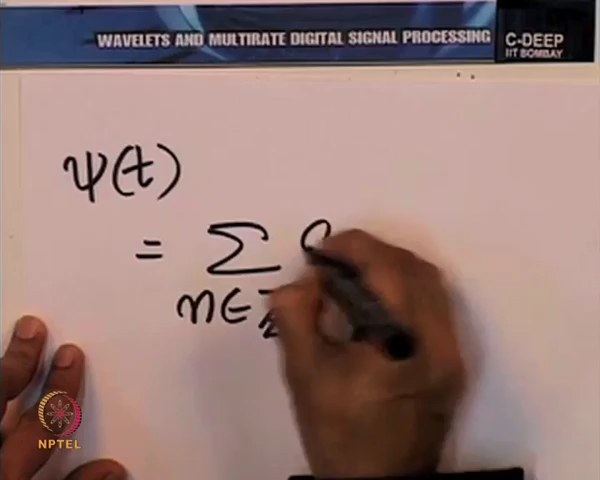 WAVELETS AND MULTIRATE DIGITAL SIGNAL PROCESSING
C-DEEP
IIT BOMBAY
ψ(t)
= Σ
n∈ℤ
NPTEL